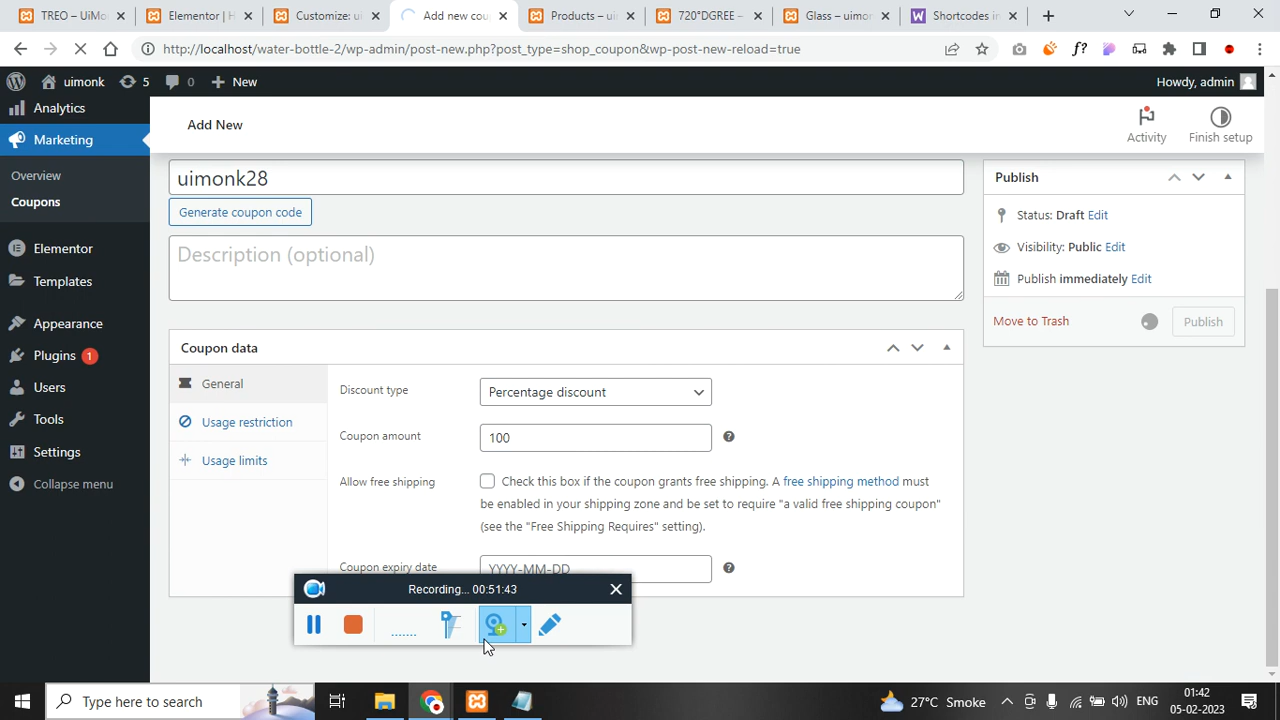 TREO – UiMo
Elementor | H
Customize: ui
Add new cou
Products – ui
720°DGREE –
Glass – uimon
Shortcodes in
http://localhost/water-bottle-2/wp-admin/post-new.php?post_type=shop_coupon&wp-post-new-reload=true
f?
uimonk
5
0
New
Howdy, admin
Analytics
Marketing
Overview
Coupons
Elementor
Templates
Appearance
Plugins 1
Users
Tools
Settings
Collapse menu
Add New
Activity
Finish setup
uimonk28
Generate coupon code
Description (optional)
Publish
Status: Draft Edit
Visibility: Public Edit
Publish immediately Edit
Move to Trash
Publish
Coupon data
General
Usage restriction
Usage limits
Discount type
Percentage discount
Coupon amount
100
Allow free shipping
Check this box if the coupon grants free shipping. A free shipping method must
be enabled in your shipping zone and be set to require "a valid free shipping coupon"
(see the "Free Shipping Requires" setting).
Coupon expiry date
YYYY-MM-DD
Recording... 00:51:43
Type here to search
27°C Smoke
ENG
01:42
05-02-2023